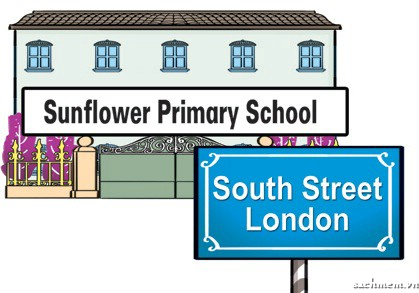 Sunflower Primary School
South Street
London
sachmem.vn